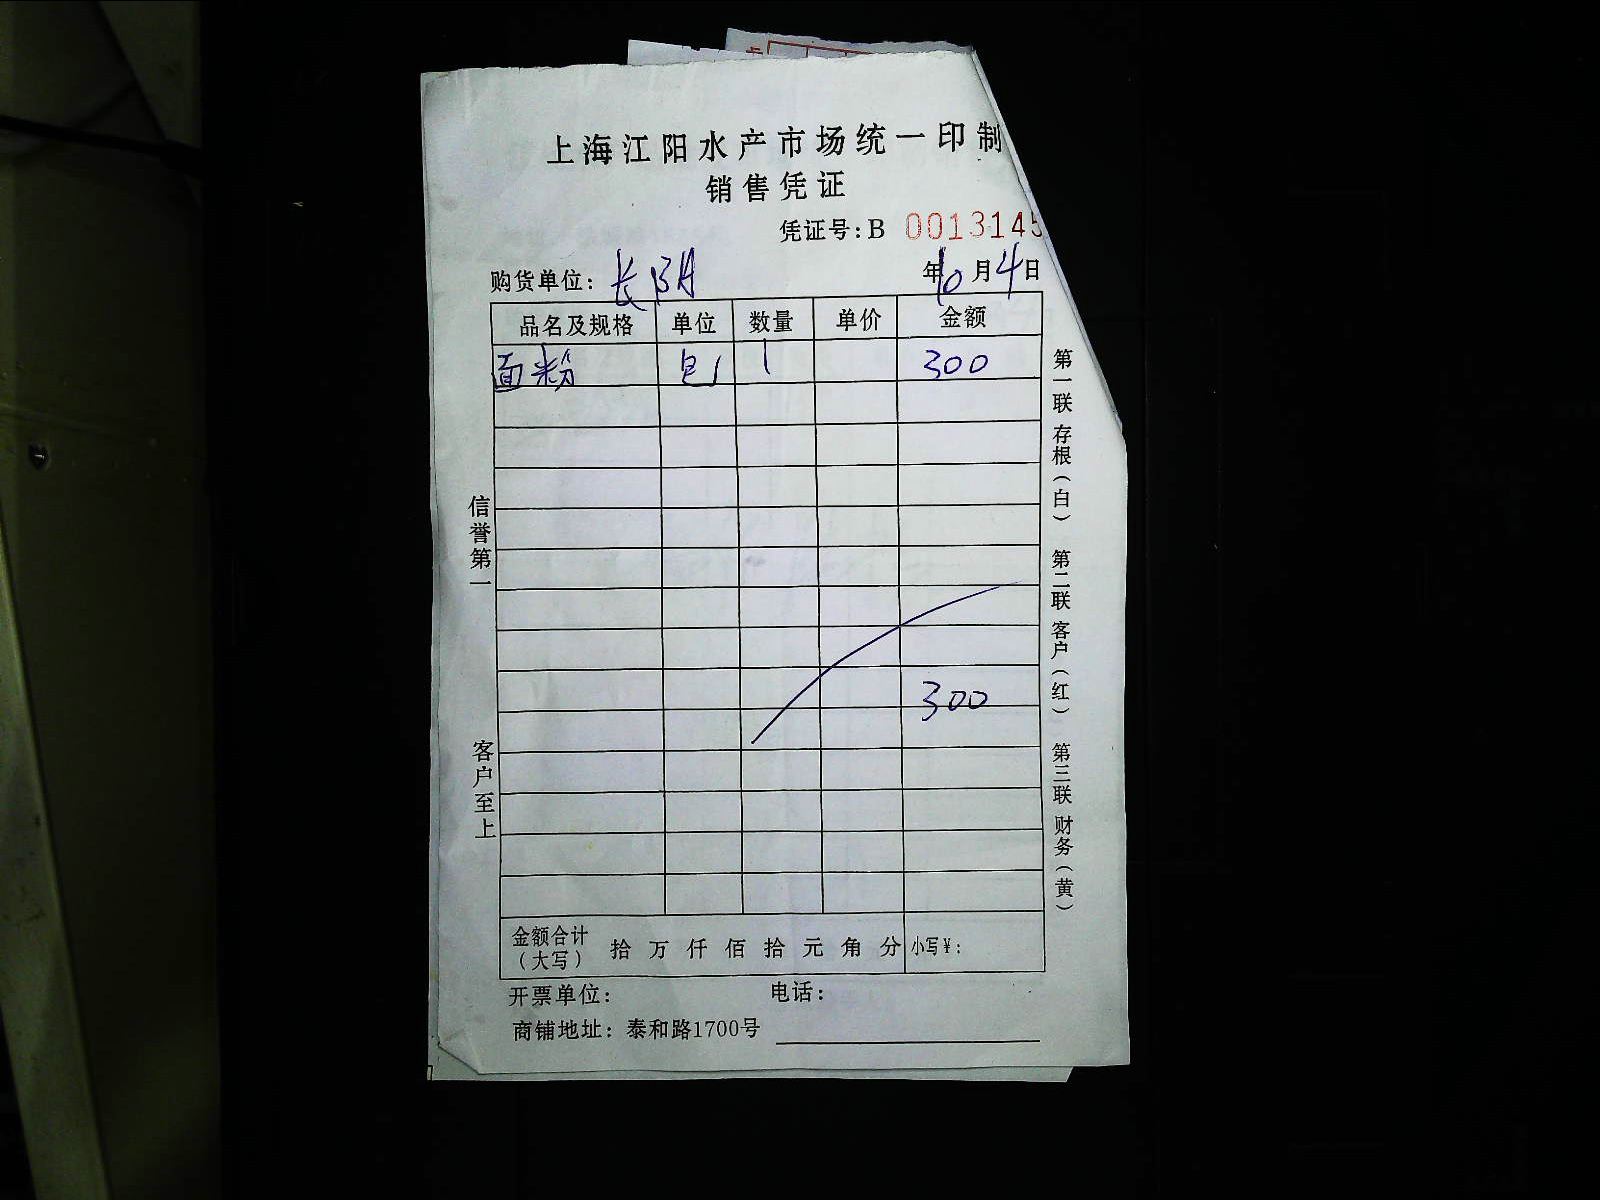 上海江阳水产市场统一印制
销售凭证
凭证号：B 0013145
购货单位： 长阳 年10月4日
品名及规格 单位 数量 单价 金额
面粉 包 1 300
300
金额合计（大写） 拾 万 仟 佰 拾 元 角 分 小写¥：
开票单位： 电话：
商铺地址：泰和路1700号
信誉第一
客户至上
第一联 存根（白）
第二联 客户（红）
第三联 财务（黄）